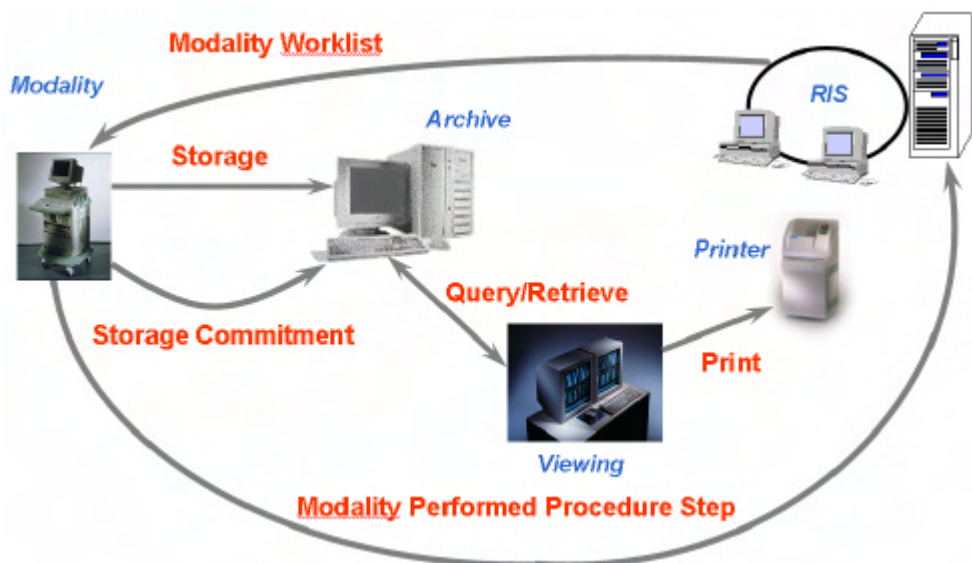 Modality Worklist
Modality
RIS
Archive
Storage
Printer
Query/Retrieve
Storage Commitment
Print
Viewing
Modality Performed Procedure Step